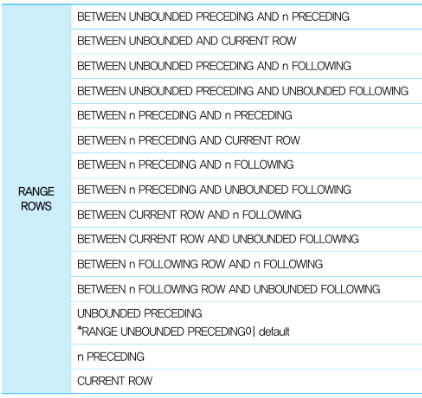 RANGE
ROWS
BETWEEN UNBOUNDED PRECEDING AND n PRECEDING
BETWEEN UNBOUNDED AND CURRENT ROW
BETWEEN UNBOUNDED PRECEDING AND n FOLLOWING
BETWEEN UNBOUNDED PRECEDING AND UNBOUNDED FOLLOWING
BETWEEN n PRECEDING AND n PRECEDING
BETWEEN n PRECEDING AND CURRENT ROW
BETWEEN n PRECEDING AND n FOLLOWING
BETWEEN n PRECEDING AND UNBOUNDED FOLLOWING
BETWEEN CURRENT ROW AND n FOLLOWING
BETWEEN CURRENT ROW AND UNBOUNDED FOLLOWING
BETWEEN n FOLLOWING ROW AND n FOLLOWING
BETWEEN n FOLLOWING ROW AND UNBOUNDED FOLLOWING
UNBOUNDED PRECEDING
*RANGE UNBOUNDED PRECEDING이 default
n PRECEDING
CURRENT ROW